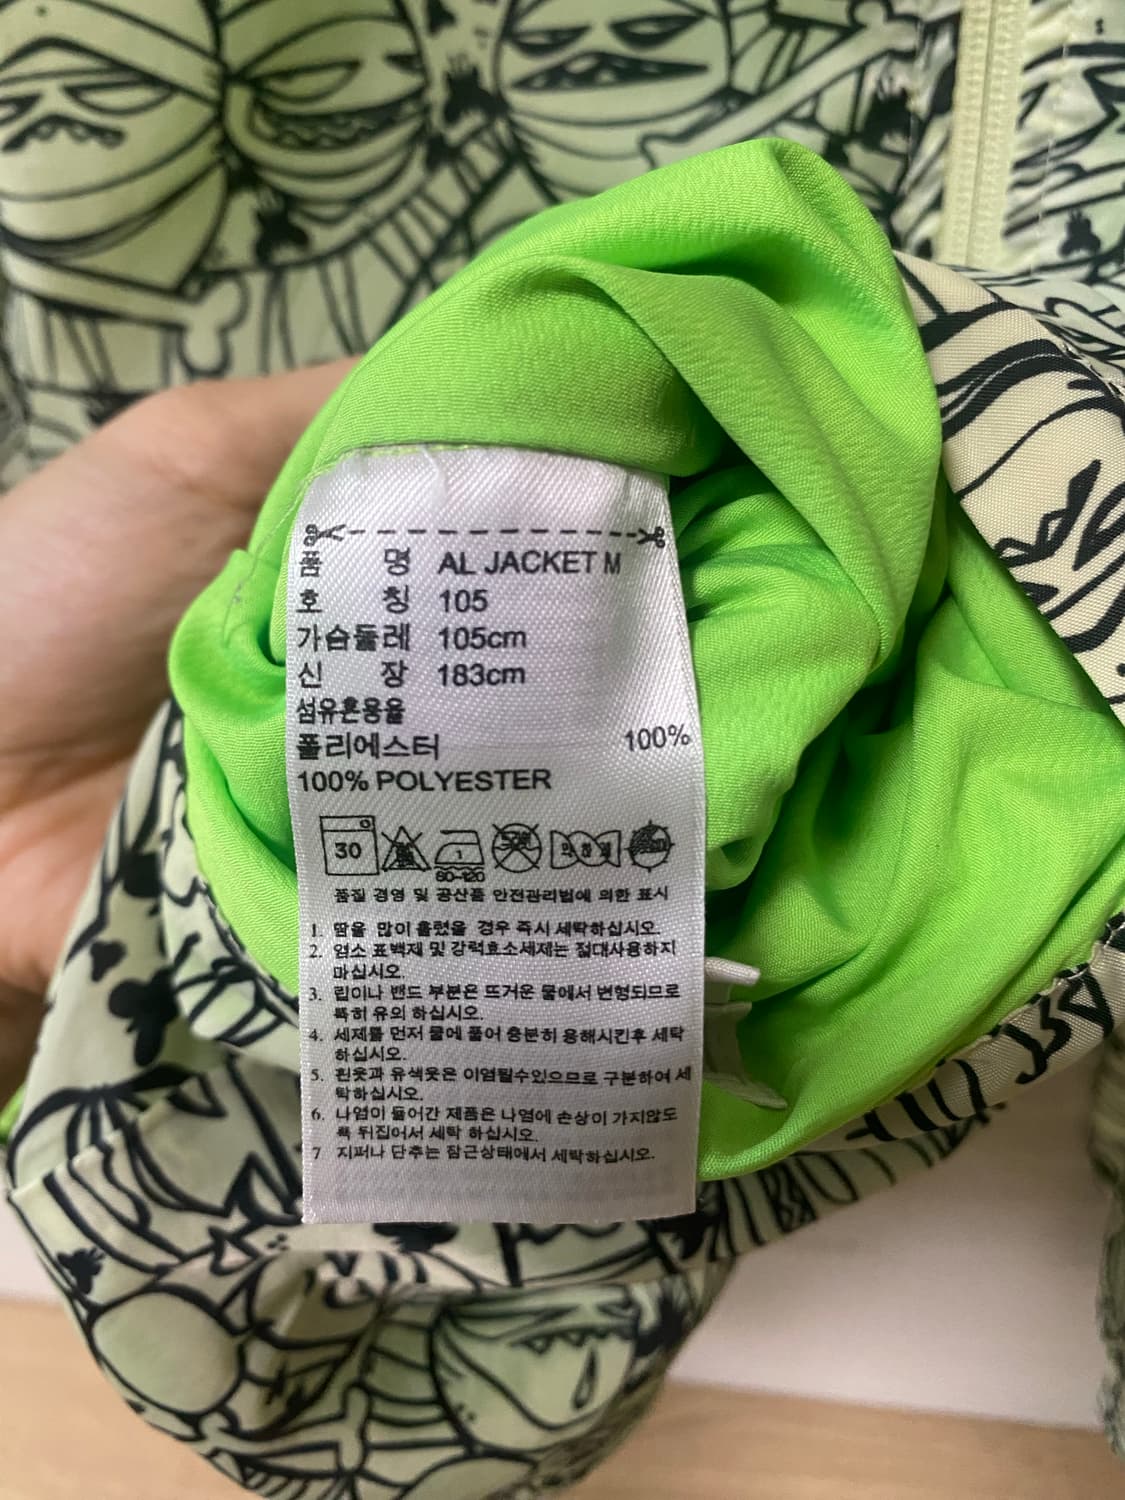 품 명 AL JACKET M
호 칭 105
가슴둘레 105cm
신 장 183cm
섬유혼용율
폴리에스터 100%
100% POLYESTER
30 1 80-120
품질 경영 및 공산품 안전관리법에 의한 표시
1. 땀을 많이 흘렸을 경우 즉시 세탁하십시오.
2. 염소 표백제 및 강력효소세제는 절대사용하지
마십시오.
3. 립이나 밴드 부분은 뜨거운 물에서 변형되므로
특히 유의 하십시오.
4. 세제를 먼저 물에 풀어 충분히 용해시킨후 세탁
하십시오.
5. 흰옷과 유색옷은 이염될수있으므로 구분하여 세
탁하십시오.
6. 나염이 들어간 제품은 나염에 손상이 가지않도
록 뒤집어서 세탁 하십시오.
7 지퍼나 단추는 잠근상태에서 세탁하십시오.